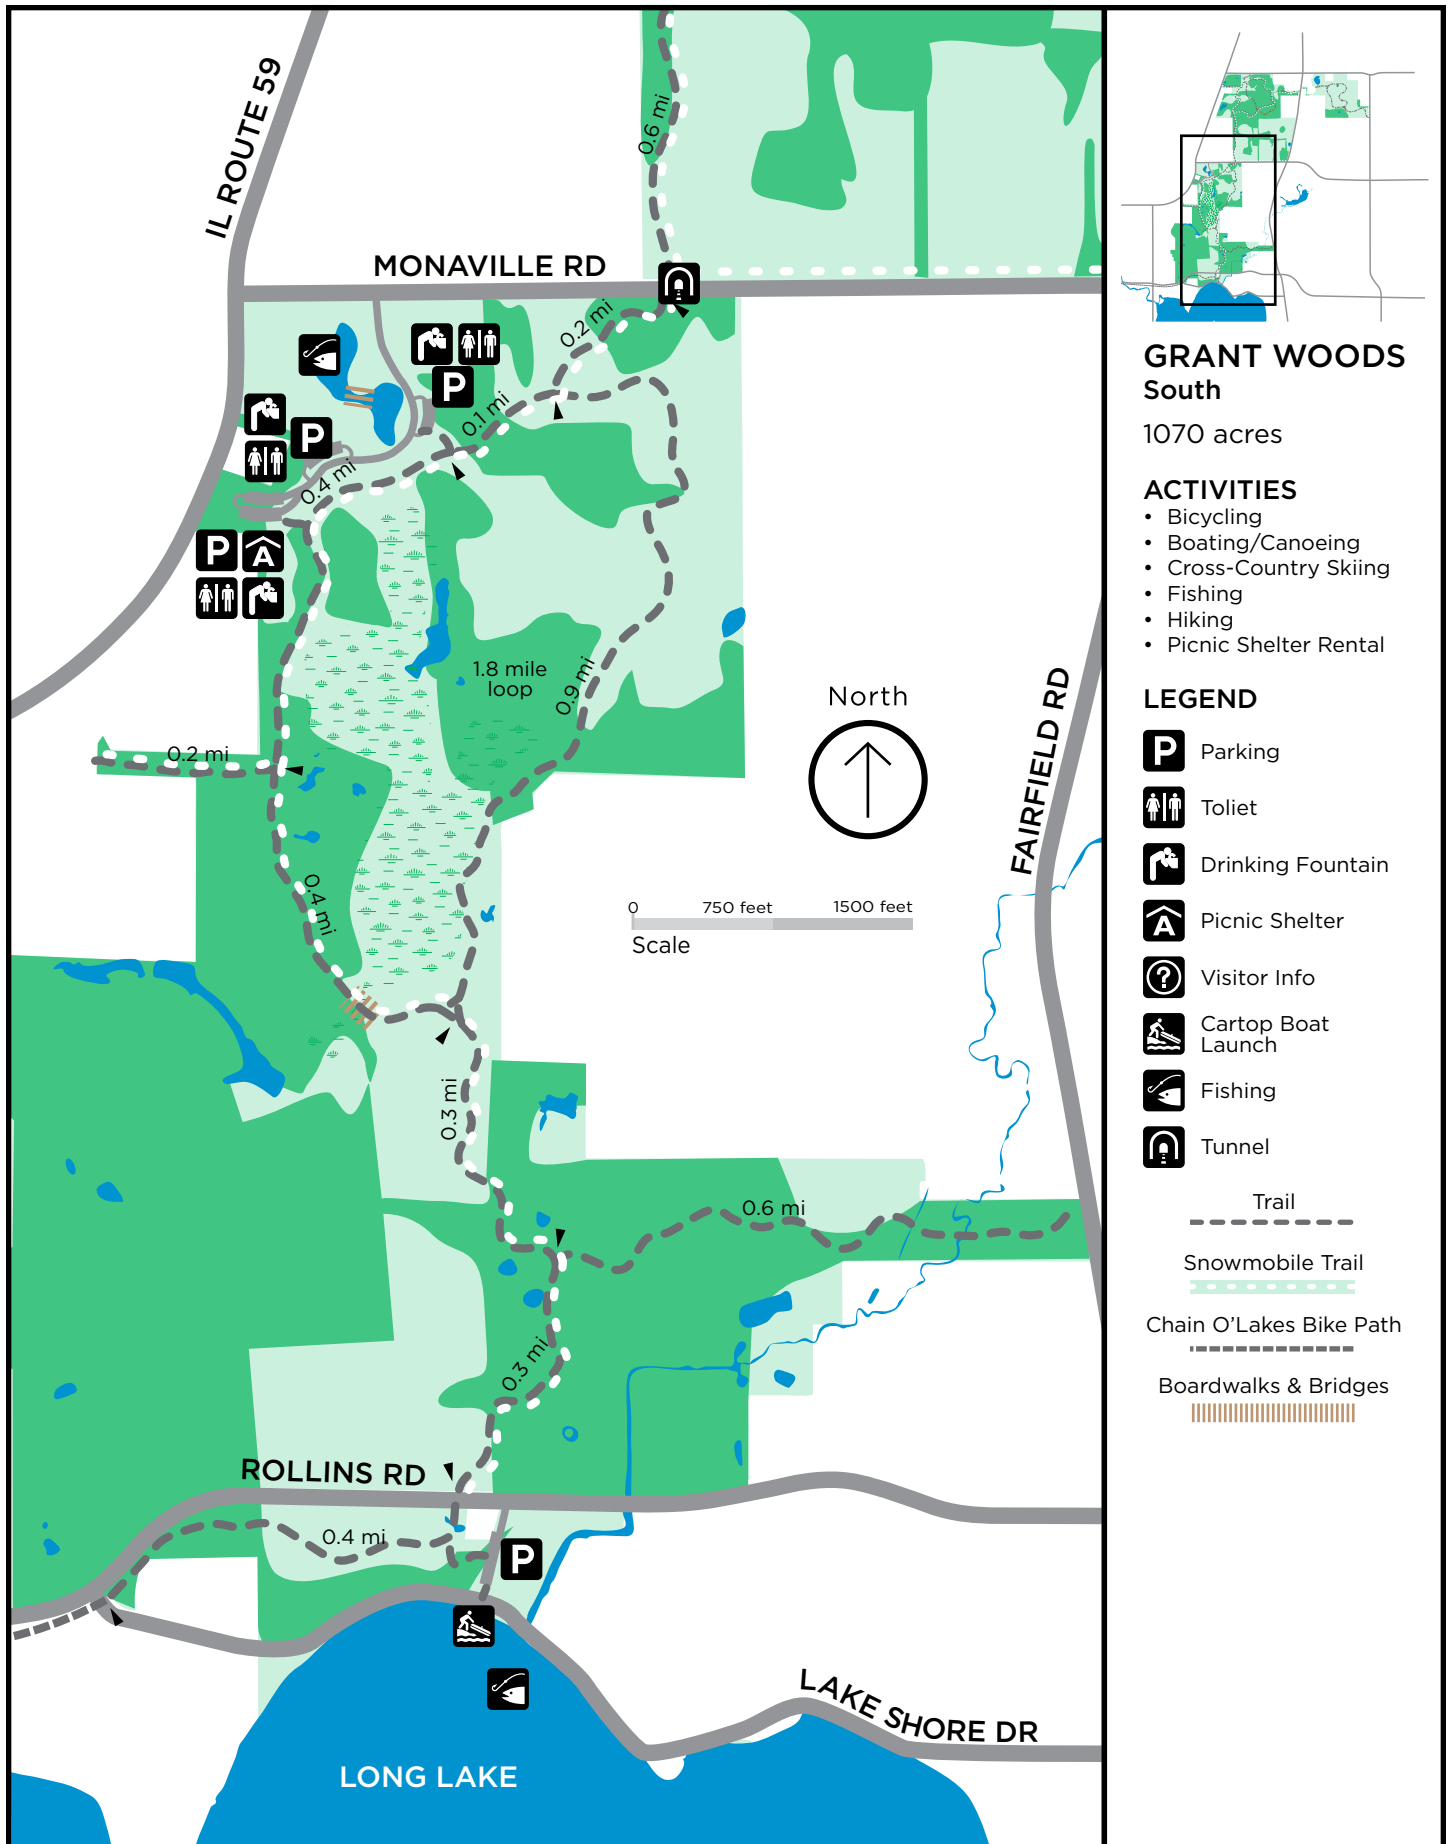 IL ROUTE 59
0.6 mi
MONAVILLE RD
0.2 mi
P
0.1 mi
P
0.4 mi
P
A
1.8 mile
loop
0.9 mi
0.2 mi
North
FAIRFIELD RD
0.4 mi
0
750 feet
1500 feet
Scale
0.3 mi
0.6 mi
0.3 mi
ROLLINS RD
0.4 mi
P
LAKE SHORE DR
LONG LAKE
GRANT WOODS
South
1070 acres
ACTIVITIES
• Bicycling
• Boating/Canoeing
• Cross-Country Skiing
• Fishing
• Hiking
• Picnic Shelter Rental
LEGEND
P Parking
Toliet
Drinking Fountain
A Picnic Shelter
? Visitor Info
Cartop Boat
Launch
Fishing
Tunnel
Trail
Snowmobile Trail
Chain O'Lakes Bike Path
Boardwalks & Bridges